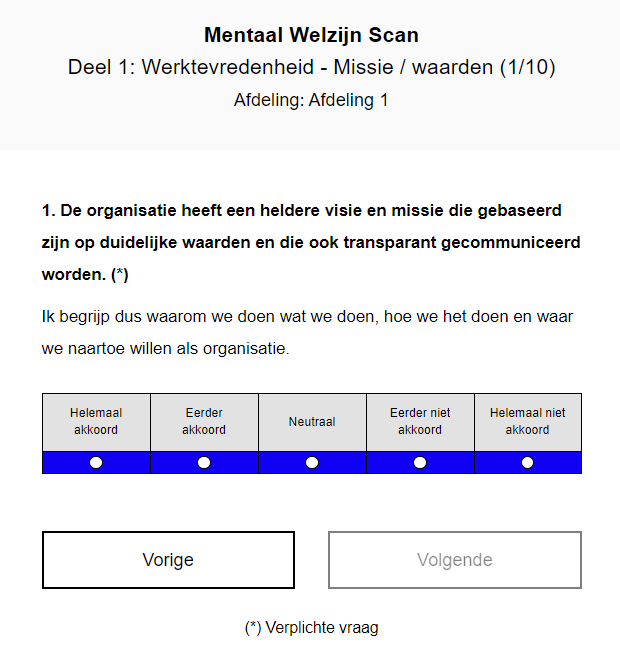 Mentaal Welzijn Scan
Deel 1: Werktevredenheid - Missie / waarden (1/10)
Afdeling: Afdeling 1
1. De organisatie heeft een heldere visie en missie die gebaseerd
zijn op duidelijke waarden en die ook transparant gecommuniceerd
worden. (*)
Ik begrijp dus waarom we doen wat we doen, hoe we het doen en waar
we naartoe willen als organisatie.
Helemaal akkoord
Eerder akkoord
Neutraal
Eerder niet akkoord
Helemaal niet akkoord
Vorige
Volgende
(*) Verplichte vraag